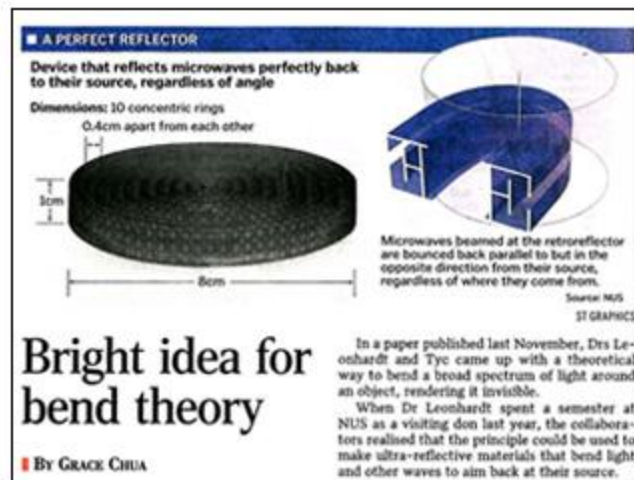 A PERFECT REFLECTOR
Device that reflects microwaves perfectly back
to their source, regardless of angle
Dimensions: 10 concentric rings
0.4cm apart from each other
1cm
8cm
Microwaves beamed at the retroreflector
are bounced back parallel to but in the
opposite direction from their source,
regardless of where they come from.
Source: NUS
ST GRAPHICS
Bright idea for
bend theory
BY GRACE CHUA
In a paper published last November, Drs Le-
onhardt and Tyc came up with a theoretical
way to bend a broad spectrum of light around
an object, rendering it invisible.
When Dr Leonhardt spent a semester at
NUS as a visiting don last year, the collabora-
tors realised that the principle could be used to
make ultra-reflective materials that bend light
and other waves to aim back at their source.